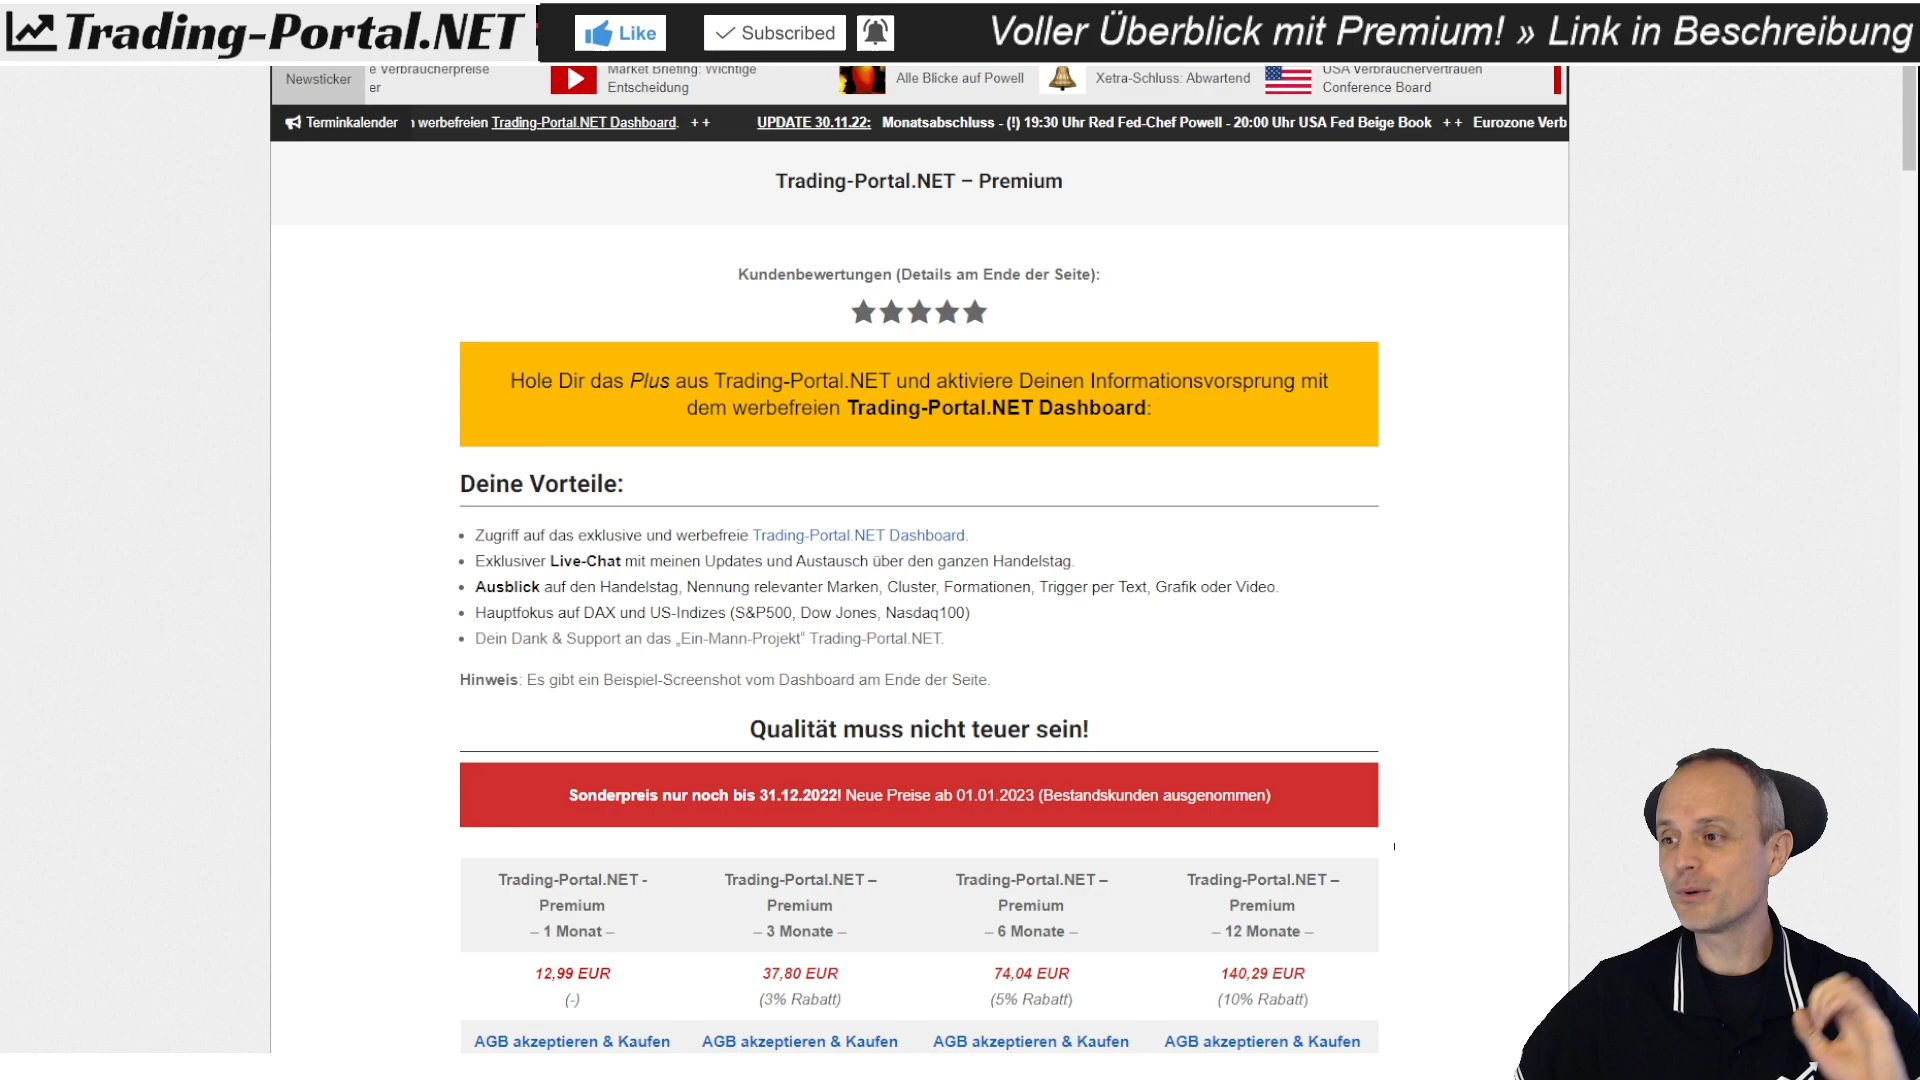 Trading-Portal.NET
Like
Subscribed
Voller Überblick mit Premium! » Link in Beschreibung
Newsticker
e Verbraucherpreise
er
Market Briefing: Wichtige
Entscheidung
Alle Blicke auf Powell
Xetra-Schluss: Abwartend
USA Verbrauchervertrauen
Conference Board
Terminkalender
werbefreien Trading-Portal.NET Dashboard. ++ UPDATE 30.11.22: Monatsabschluss - (!) 19:30 Uhr Red Fed-Chef Powell - 20:00 Uhr USA Fed Beige Book ++ Eurozone Verb
Trading-Portal.NET – Premium
Kundenbewertungen (Details am Ende der Seite):
Hole Dir das Plus aus Trading-Portal.NET und aktiviere Deinen Informationsvorsprung mit
dem werbefreien Trading-Portal.NET Dashboard:
Deine Vorteile:
Zugriff auf das exklusive und werbefreie Trading-Portal.NET Dashboard.
Exklusiver Live-Chat mit meinen Updates und Austausch über den ganzen Handelstag.
Ausblick auf den Handelstag, Nennung relevanter Marken, Cluster, Formationen, Trigger per Text, Grafik oder Video.
Hauptfokus auf DAX und US-Indizes (S&P500, Dow Jones, Nasdaq100)
Dein Dank & Support an das „Ein-Mann-Projekt“ Trading-Portal.NET.
Hinweis: Es gibt ein Beispiel-Screenshot vom Dashboard am Ende der Seite.
Qualität muss nicht teuer sein!
Sonderpreis nur noch bis 31.12.2022! Neue Preise ab 01.01.2023 (Bestandskunden ausgenommen)
Trading-Portal.NET -
Premium
– 1 Monat –
Trading-Portal.NET –
Premium
– 3 Monate –
Trading-Portal.NET –
Premium
– 6 Monate –
Trading-Portal.NET –
Premium
– 12 Monate –
12,99 EUR
(-)
37,80 EUR
(3% Rabatt)
74,04 EUR
(5% Rabatt)
140,29 EUR
(10% Rabatt)
AGB akzeptieren & Kaufen
AGB akzeptieren & Kaufen
AGB akzeptieren & Kaufen
AGB akzeptieren & Kaufen